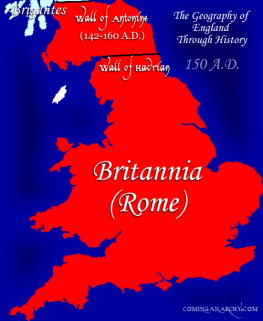 Brigantes
Wall of Antonine
(142-160 A.D.)
The Geography of
England
Through History
150 A.D.
Wall of Hadrian
Britannia
(Rome)
COMINGANARCHY.COM